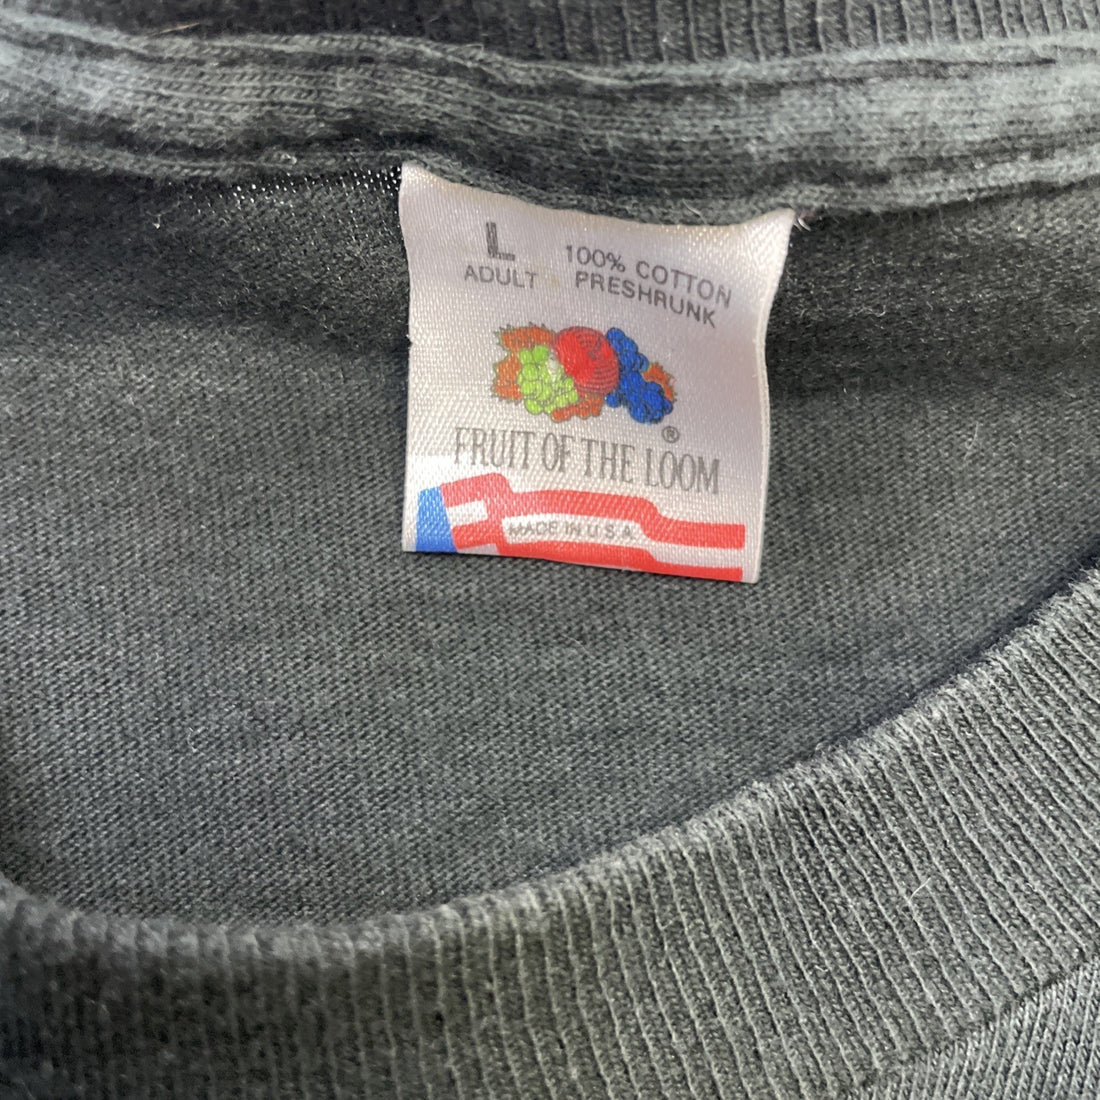 L
ADULT
100% COTTON
PRESHRUNK
®
FRUIT OF THE LOOM
MADE IN U.S.A.